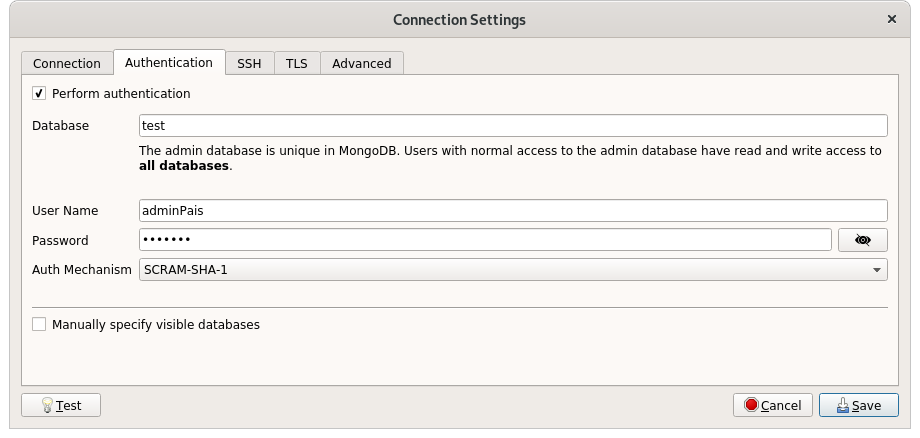 Connection Settings
Connection Authentication SSH TLS Advanced
Perform authentication
Database test
The admin database is unique in MongoDB. Users with normal access to the admin database have read and write access to
all databases.
User Name adminPais
Password •••••••
Auth Mechanism SCRAM-SHA-1
Manually specify visible databases
Test Cancel Save